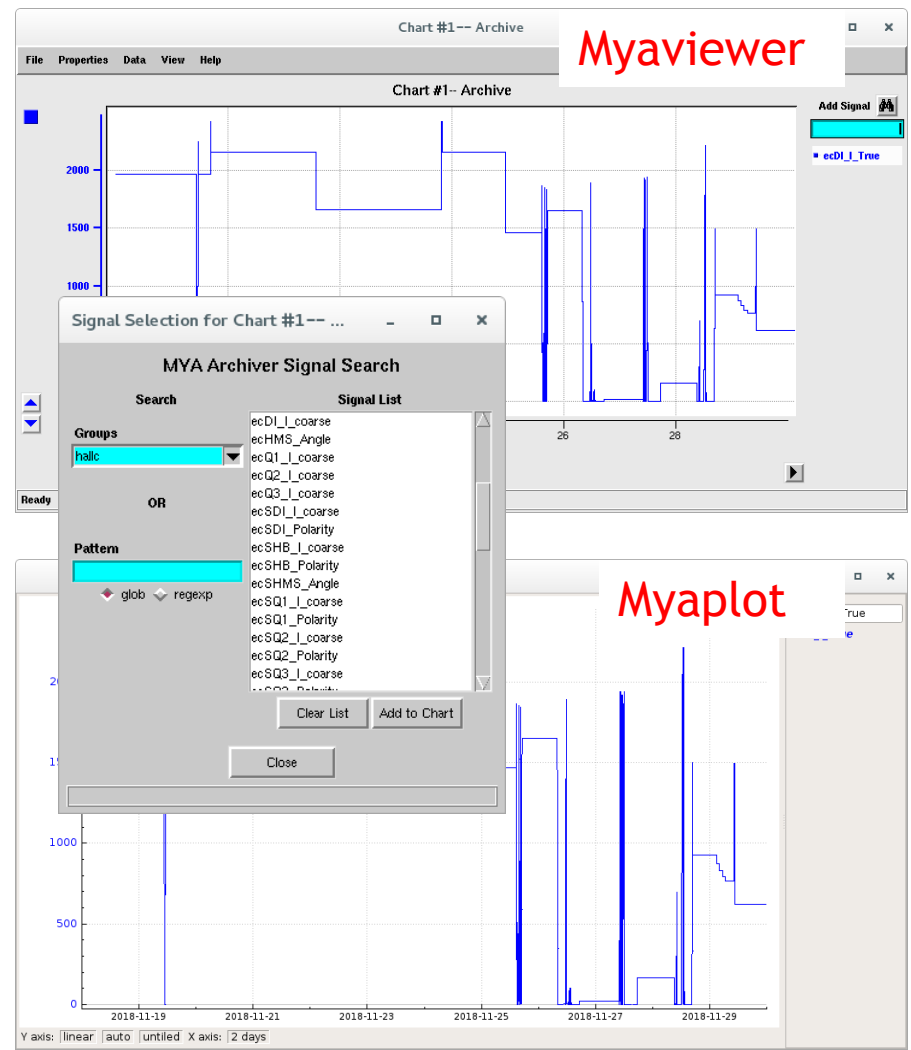 Chart #1-- Archive
Myaviewer
File Properties Data View Help
Chart #1-- Archive
Add Signal
ecDI_I_True
2000
1500
1000
26
28
Ready
Signal Selection for Chart #1-- ...
MYA Archiver Signal Search
Search
Signal List
Groups
hallc
OR
Pattern
glob
regexp
ecDI_I_coarse
ecHMS_Angle
ecQ1_I_coarse
ecQ2_I_coarse
ecQ3_I_coarse
ecSDI_I_coarse
ecSDI_Polarity
ecSHB_I_coarse
ecSHB_Polarity
ecSHMS_Angle
ecSQ1_I_coarse
ecSQ1_Polarity
ecSQ2_I_coarse
ecSQ2_Polarity
ecSQ3_I_coarse
Clear List
Add to Chart
Close
Myaplot
True
1000
500
0
2018-11-19
2018-11-21
2018-11-23
2018-11-25
2018-11-27
2018-11-29
Y axis: linear auto untiled X axis: 2 days